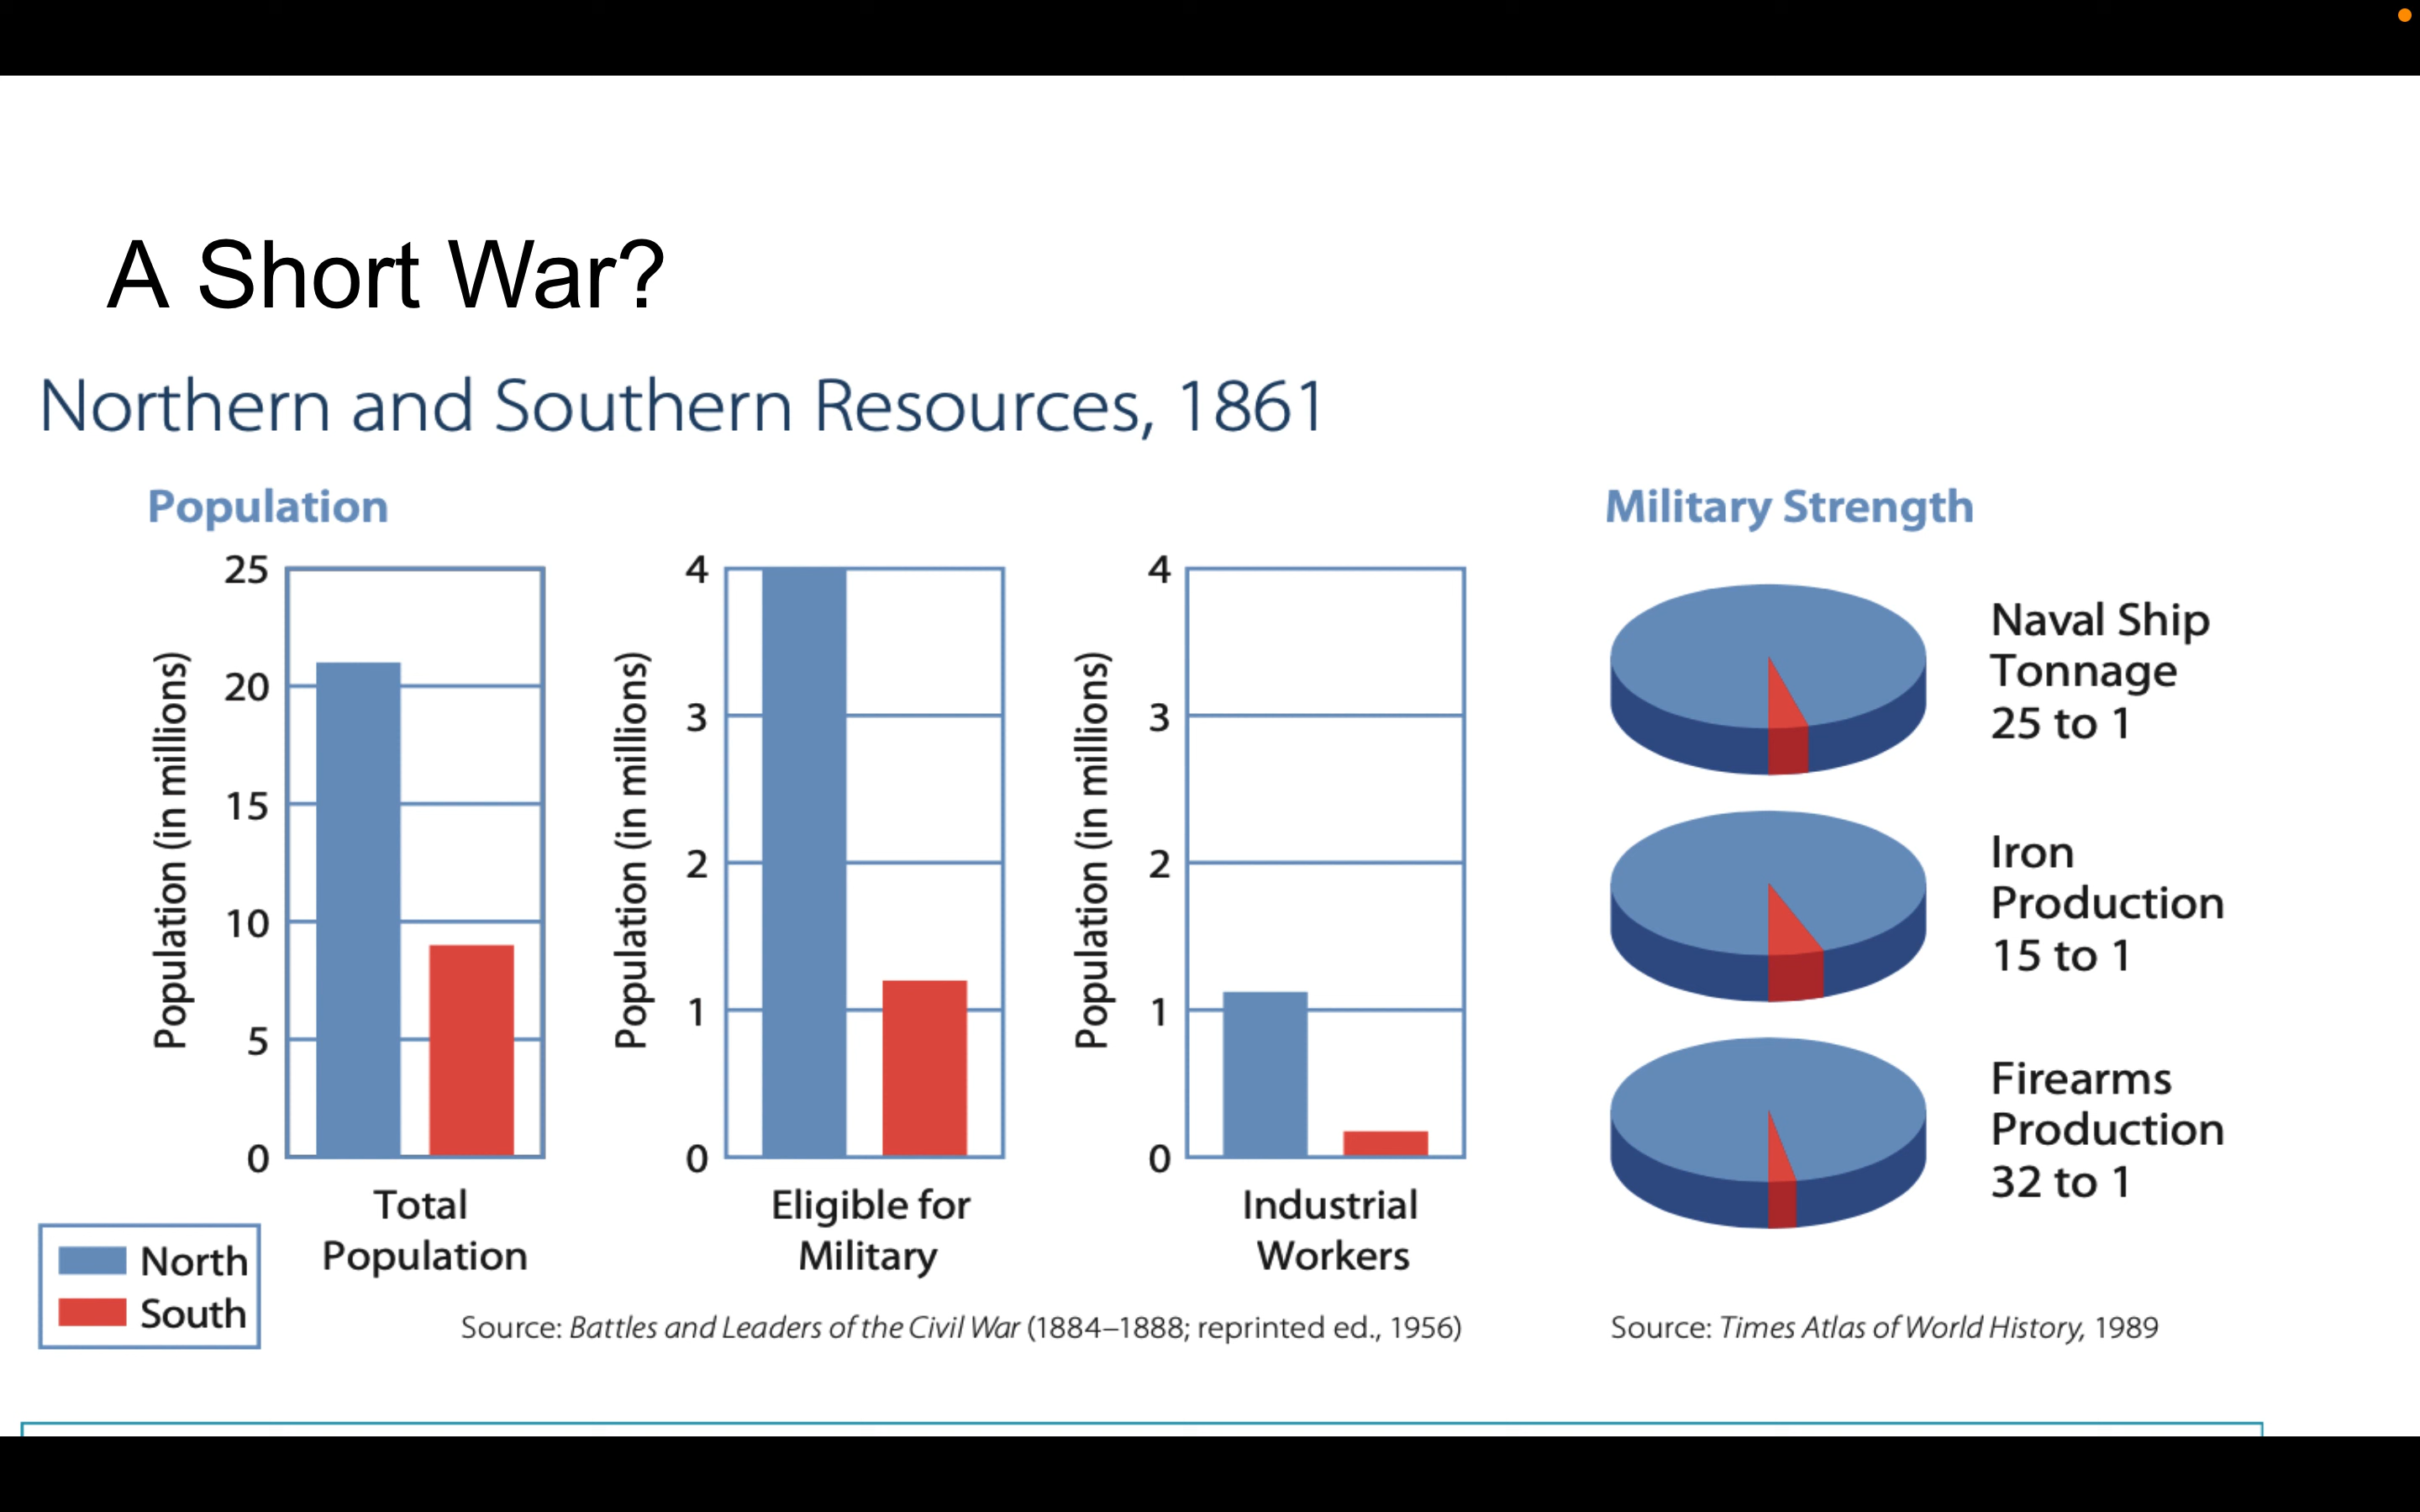 A Short War?
Northern and Southern Resources, 1861
Population
Population (in millions)
25
20
15
10
5
0
Total
Population
Population (in millions)
4
3
2
1
0
Eligible for
Military
Population (in millions)
4
3
2
1
0
Industrial
Workers
North
South
Source: Battles and Leaders of the Civil War (1884–1888; reprinted ed., 1956)
Military Strength
Naval Ship
Tonnage
25 to 1
Iron
Production
15 to 1
Firearms
Production
32 to 1
Source: Times Atlas of World History, 1989